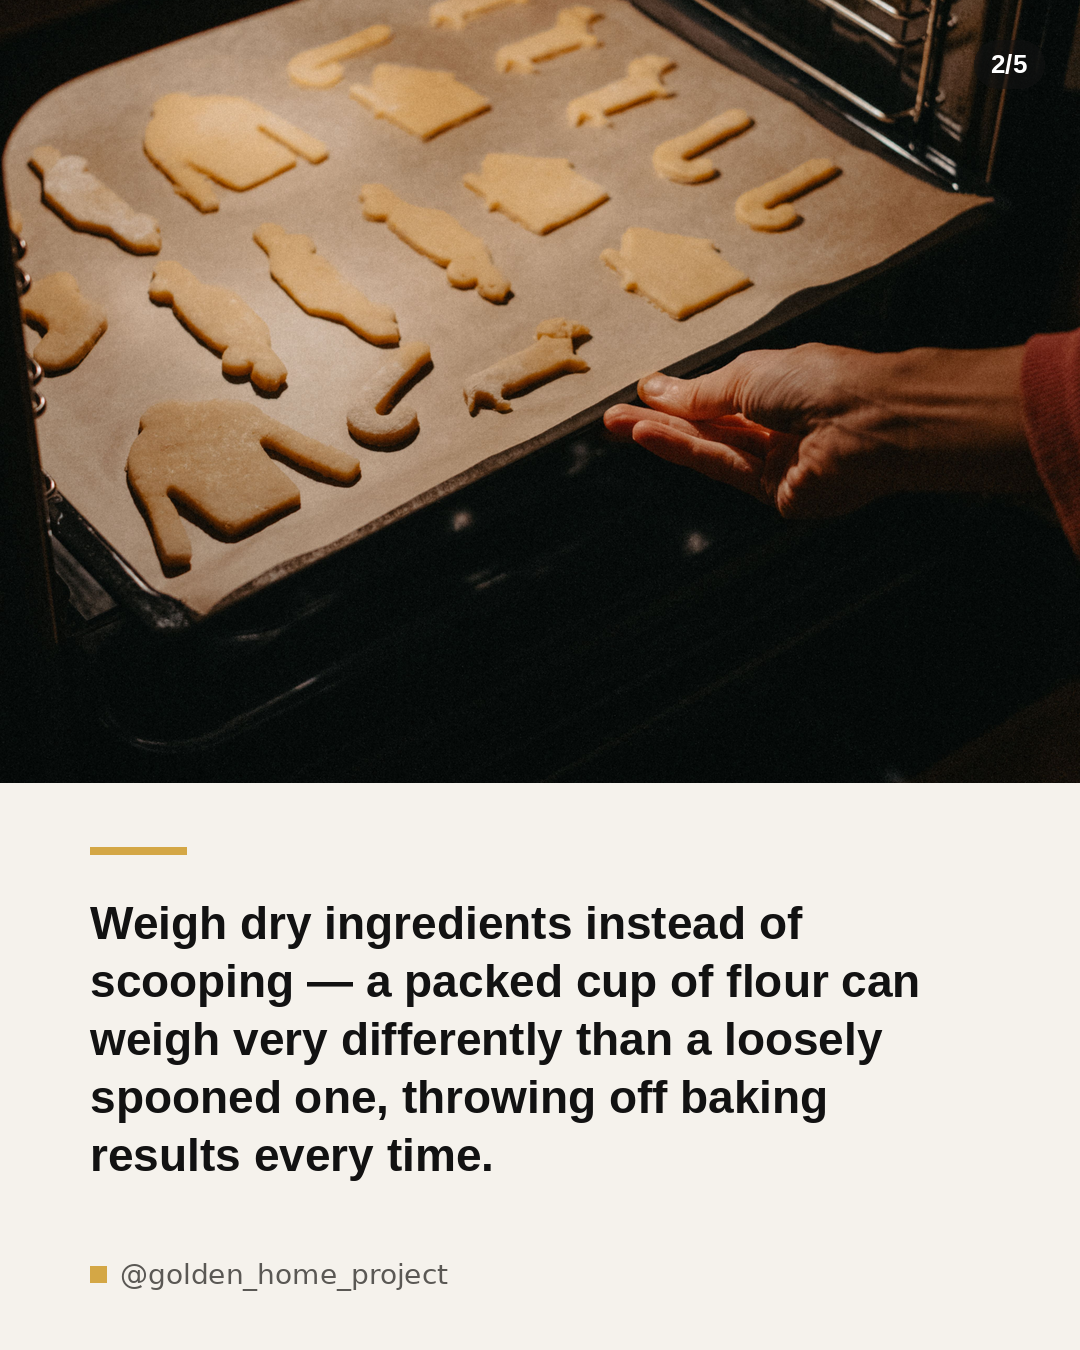 2/5
Weigh dry ingredients instead of
scooping — a packed cup of flour can
weigh very differently than a loosely
spooned one, throwing off baking
results every time.
@golden_home_project